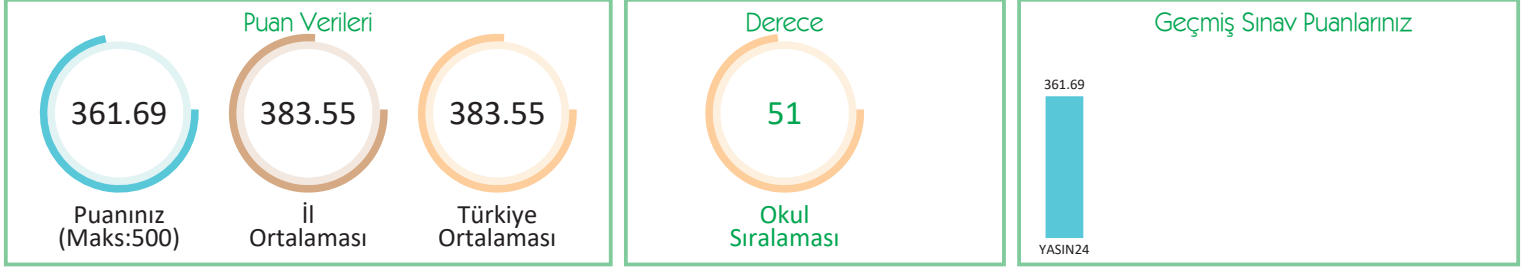 Puan Verileri
361.69
383.55
383.55
Puanınız
(Maks:500)
İl
Ortalaması
Türkiye
Ortalaması
Derece
51
Okul
Sıralaması
Geçmiş Sınav Puanlarınız
361.69
YASIN24